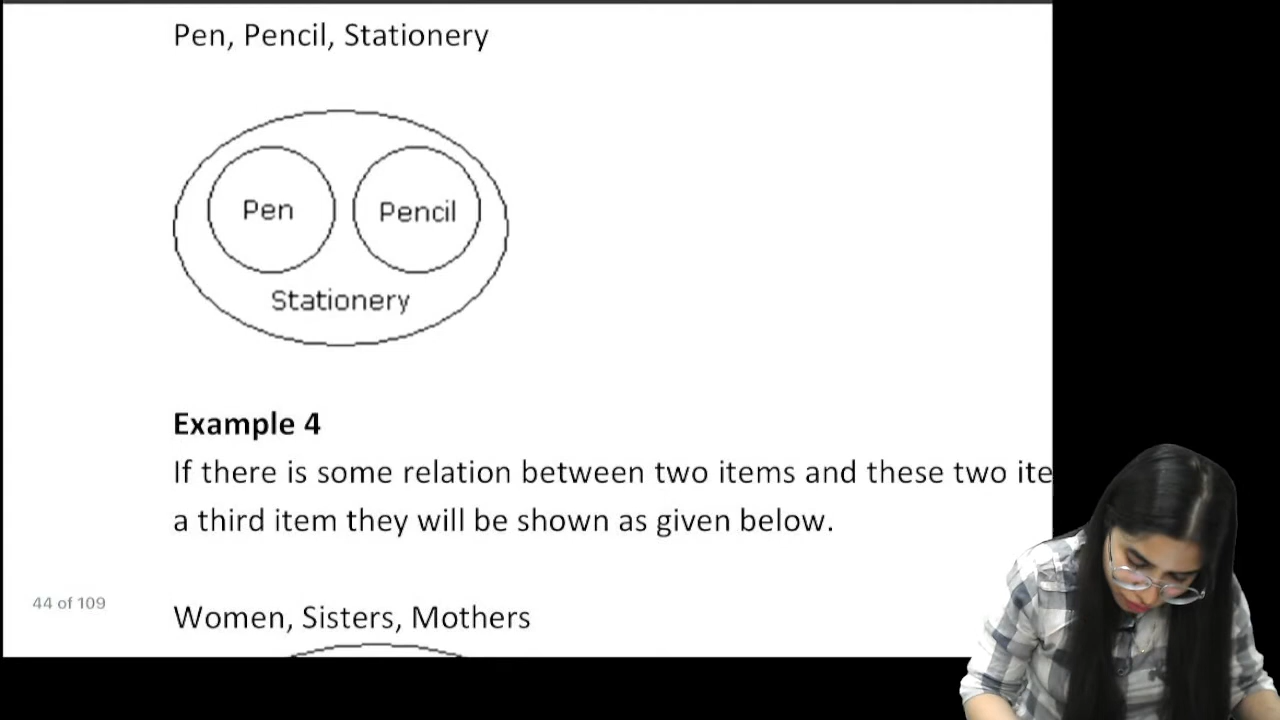 Pen, Pencil, Stationery
Pen
Pencil
Stationery
Example 4
If there is some relation between two items and these two
a third item they will be shown as given below.
44 of 109
Women, Sisters, Mothers